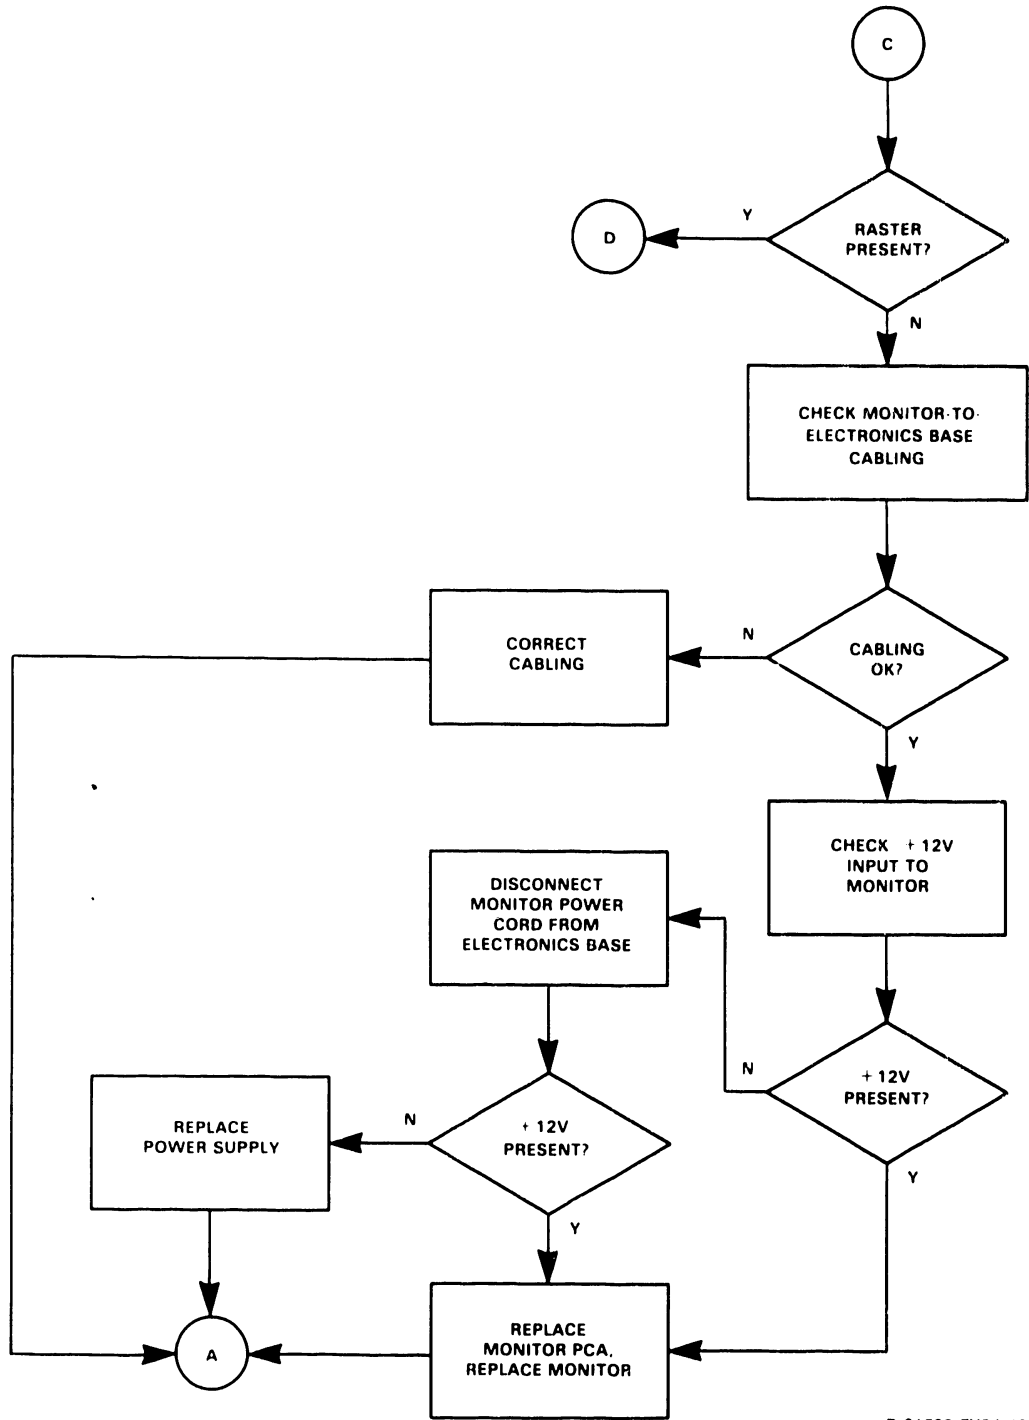 C
Y
RASTER
PRESENT?
D
N
CHECK MONITOR-TO-
ELECTRONICS BASE
CABLING
CORRECT
CABLING
N
CABLING
OK?
Y
CHECK +12V
INPUT TO
MONITOR
DISCONNECT
MONITOR POWER
CORD FROM
ELECTRONICS BASE
N
+12V
PRESENT?
Y
REPLACE
POWER SUPPLY
N
+12V
PRESENT?
Y
REPLACE
MONITOR PCA,
REPLACE MONITOR
A